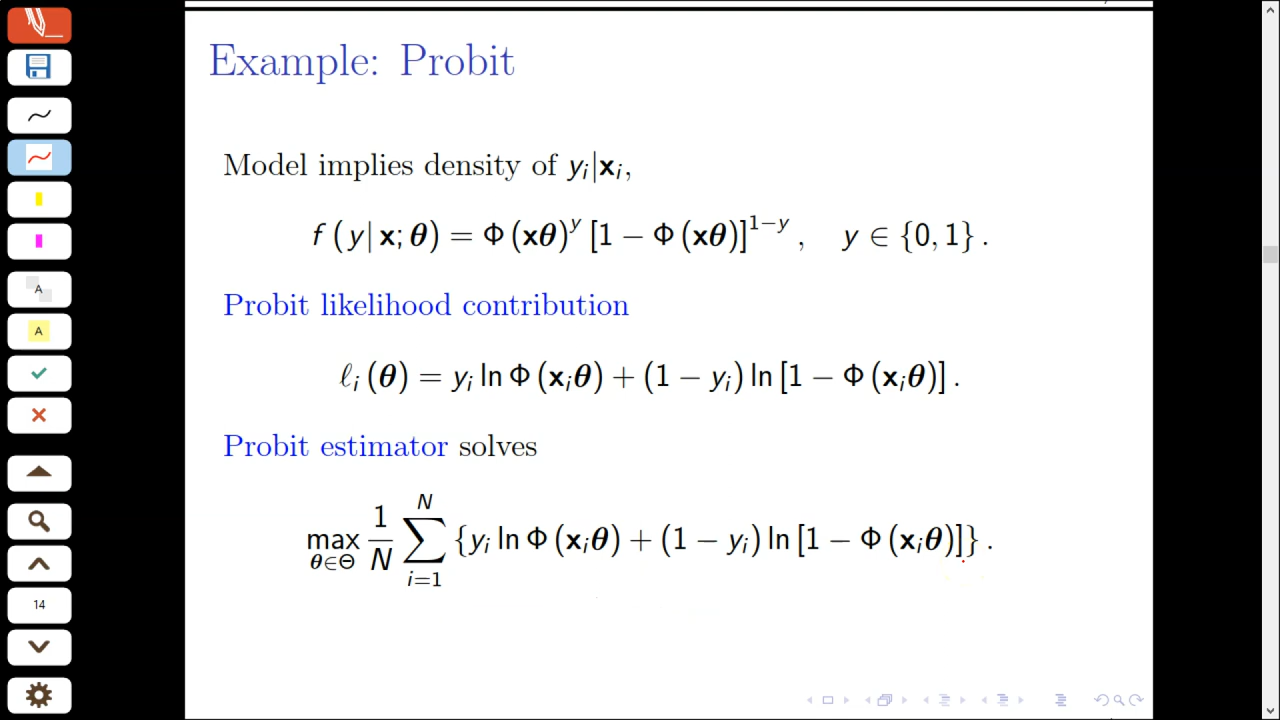 Example: Probit
Model implies density of yᵢ|𝐱ᵢ,
f (y| 𝐱; 𝜽) = Φ (𝐱𝜽)ʸ [1 − Φ (𝐱𝜽)]¹⁻ʸ , y ∈ {0, 1} .
Probit likelihood contribution
ℓᵢ (𝜽) = yᵢ ln Φ (𝐱ᵢ𝜽) + (1 − yᵢ) ln [1 − Φ (𝐱ᵢ𝜽)] .
Probit estimator solves
max_{𝜽∈Θ} 1/N ∑_{i=1}^{N} {yᵢ ln Φ (𝐱ᵢ𝜽) + (1 − yᵢ) ln [1 − Φ (𝐱ᵢ𝜽)]} .
A
A
14